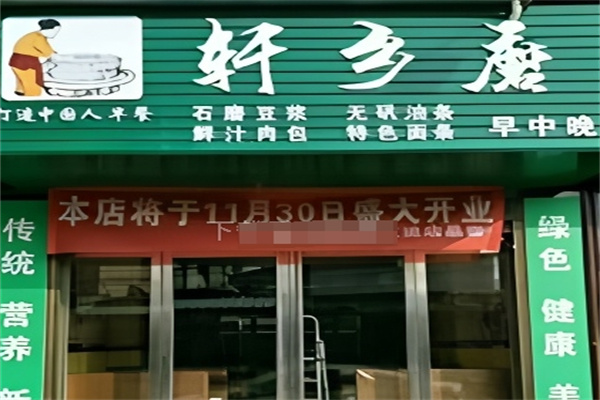 轩乡磨
打造中国人早餐
石磨豆浆 无矾油条
鲜汁肉包 特色面条
早中晚
本店将于11月30日盛大开业
传统
营养
绿色
健康
美